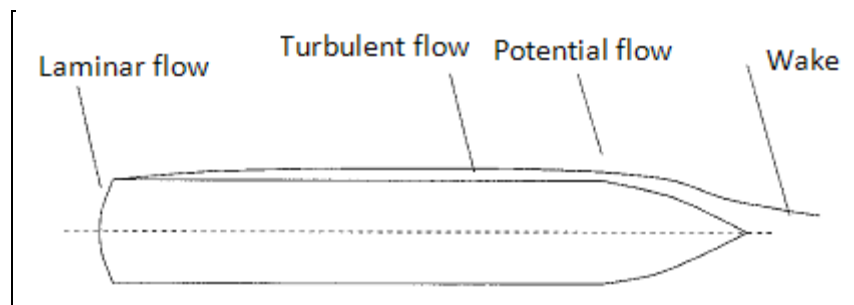 Laminar flow
Turbulent flow
Potential flow
Wake